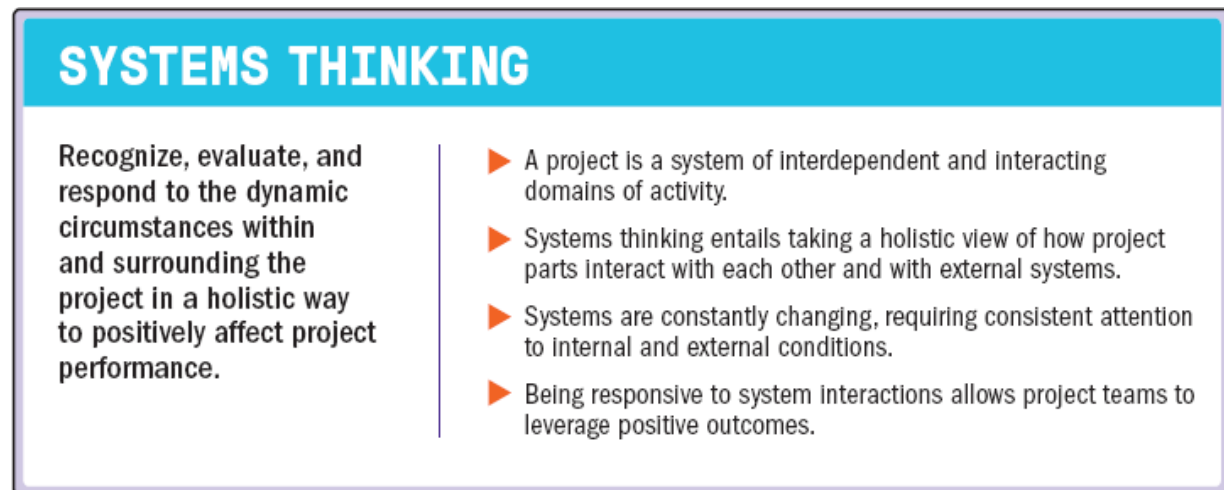 SYSTEMS THINKING
Recognize, evaluate, and
respond to the dynamic
circumstances within
and surrounding the
project in a holistic way
to positively affect project
performance.
A project is a system of interdependent and interacting
domains of activity.
Systems thinking entails taking a holistic view of how project
parts interact with each other and with external systems.
Systems are constantly changing, requiring consistent attention
to internal and external conditions.
Being responsive to system interactions allows project teams to
leverage positive outcomes.